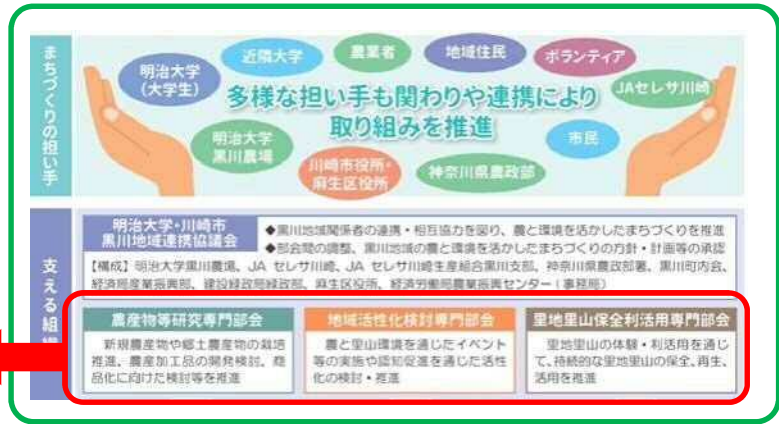 まちづくりの担い手
近隣大学
農業者
地域住民
ボランティア
明治大学
(大学生)
JAセレサ川崎
多様な担い手も関わりや連携により
取り組みを推進
明治大学
黒川農場
川崎市役所・
麻生区役所
神奈川県農政部
市民
支える組織
明治大学・川崎市
黒川地域連携協議会
◆黒川地域関係者の連携・相互協力を図り、農と環境を活かしたまちづくりを推進
◆部会間の調整、黒川地域の農と環境を活かしたまちづくりの方針・計画等の承認
【構成】明治大学黒川農場、JA セレサ川崎、JA セレサ川崎生産組合黒川支部、神奈川県農政部署、黒川町内会、
経済局産業振興部、建設緑政局緑政部、麻生区役所、経済労働局農業振興センター(事務局)
農産物等研究専門部会
新規農産物や郷土農産物の栽培
推進、農産加工品の開発検討、商
品化に向けた検討等を推進
地域活性化検討専門部会
農と里山環境を通じたイベント
等の実施や認知促進を通じた活性
化の検討・推進
里地里山保全利活用専門部会
里地里山の体験・利活用を通じ
て、持続的な里地里山の保全、再生、
活用を推進